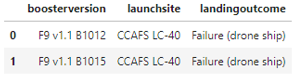 boosterversion launchsite landingoutcome
0 F9 v1.1 B1012 CCAFS LC-40 Failure (drone ship)
1 F9 v1.1 B1015 CCAFS LC-40 Failure (drone ship)